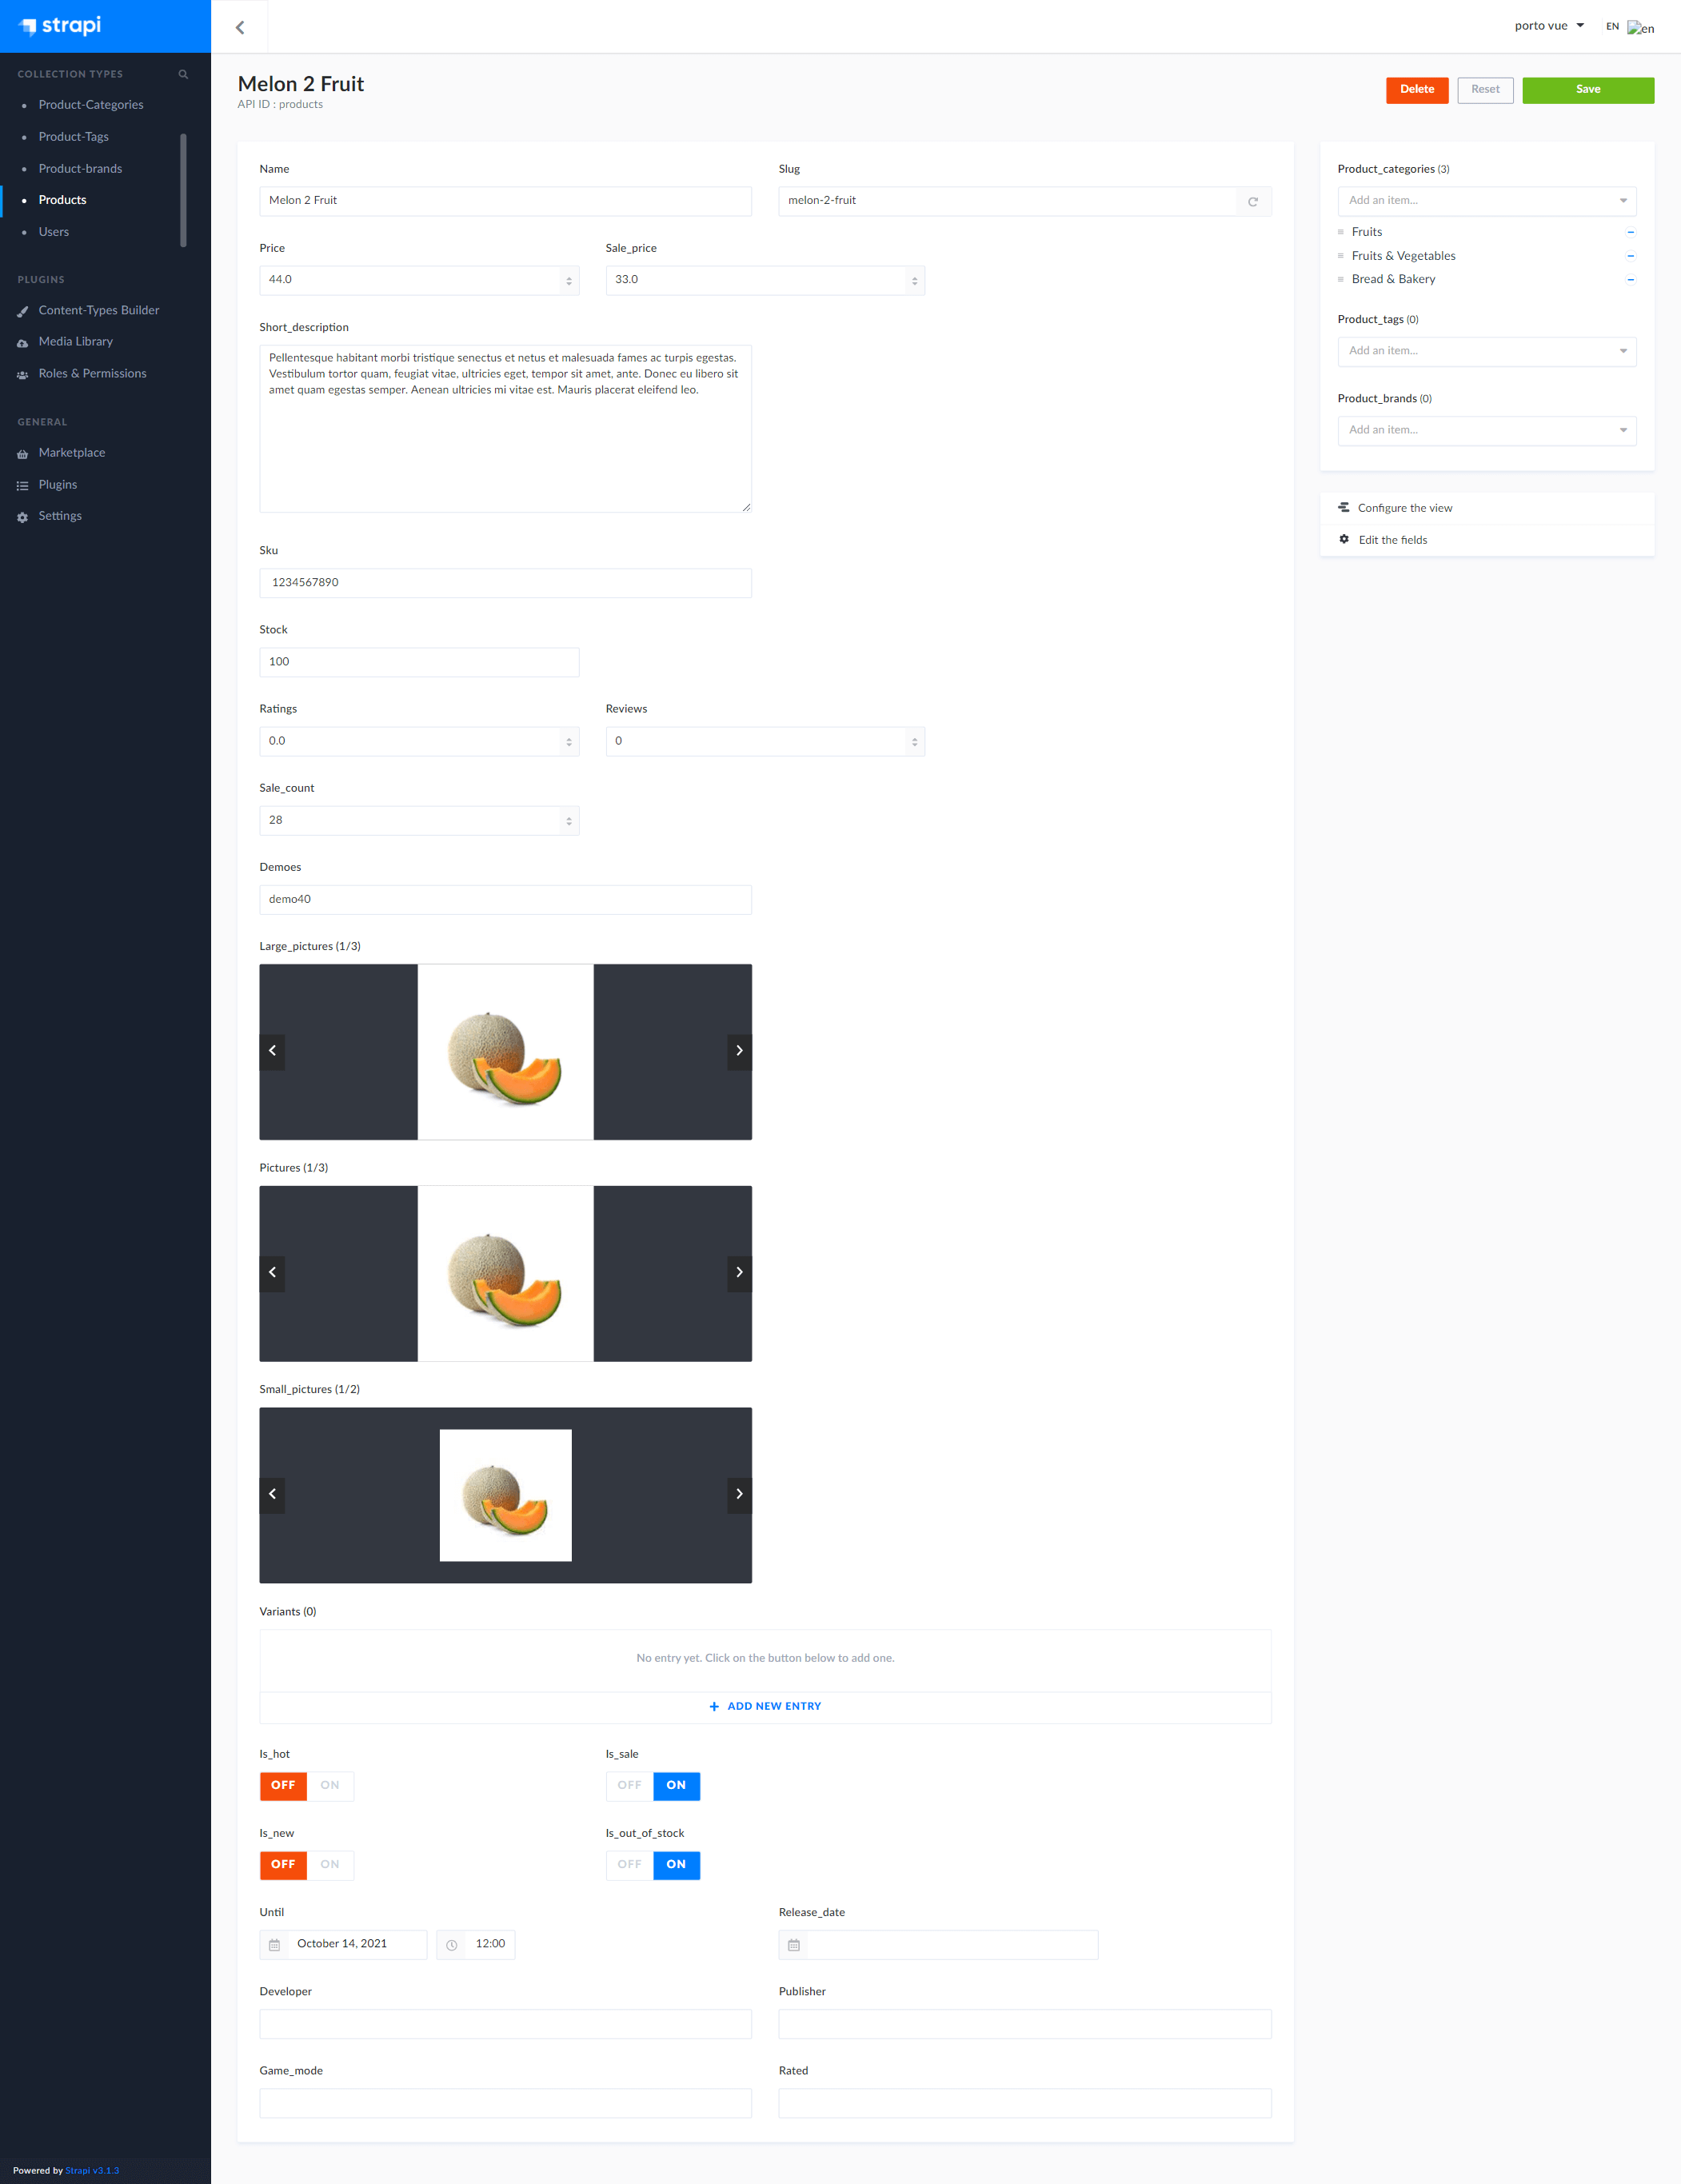 strapi
porto vue
EN
en
COLLECTION TYPES
Product-Categories
Product-Tags
Product-brands
Products
Users
PLUGINS
Content-Types Builder
Media Library
Roles & Permissions
GENERAL
Marketplace
Plugins
Settings
Powered by Strapi v3.1.3
Melon 2 Fruit
API ID : products
Delete
Reset
Save
Name
Slug
Melon 2 Fruit
melon-2-fruit
Price
Sale_price
44.0
33.0
Short_description
Pellentesque habitant morbi tristique senectus et netus et malesuada fames ac turpis egestas.
Vestibulum tortor quam, feugiat vitae, ultricies eget, tempor sit amet, ante. Donec eu libero sit
amet quam egestas semper. Aenean ultricies mi vitae est. Mauris placerat eleifend leo.
Sku
1234567890
Stock
100
Ratings
Reviews
0.0
0
Sale_count
28
Demoes
demo40
Large_pictures (1/3)
Pictures (1/3)
Small_pictures (1/2)
Variants (0)
No entry yet. Click on the button below to add one.
ADD NEW ENTRY
Is_hot
Is_sale
OFF ON
OFF ON
Is_new
Is_out_of_stock
OFF ON
OFF ON
Until
Release_date
October 14, 2021
12:00
Developer
Publisher
Game_mode
Rated
Product_categories (3)
Add an item...
Fruits
Fruits & Vegetables
Bread & Bakery
Product_tags (0)
Add an item...
Product_brands (0)
Add an item...
Configure the view
Edit the fields